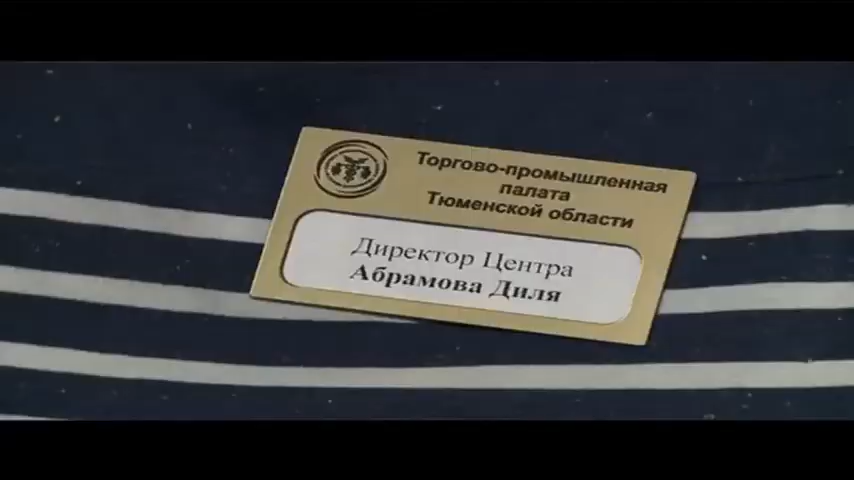 Торгово-промышленная
палата
Тюменской области
Директор Центра
Абрамова Диля